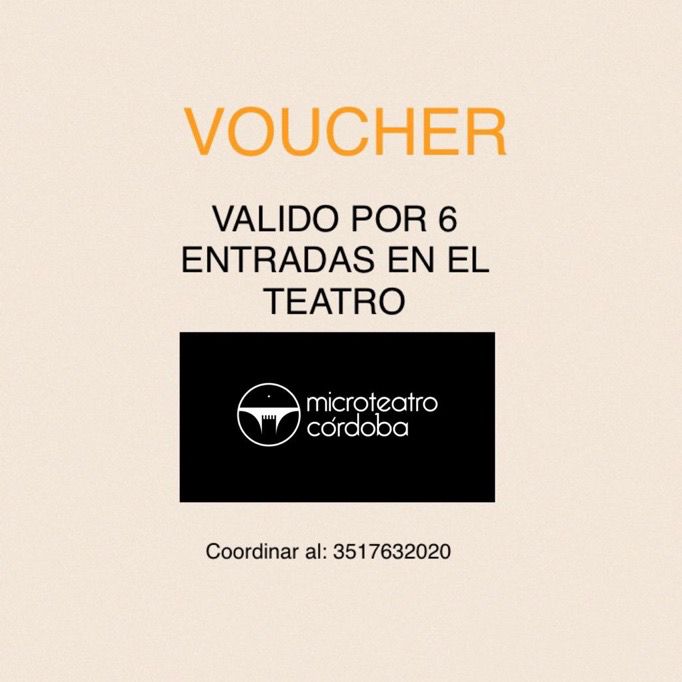 VOUCHER
VALIDO POR 6
ENTRADAS EN EL
TEATRO
microteatro
córdoba
Coordinar al: 3517632020